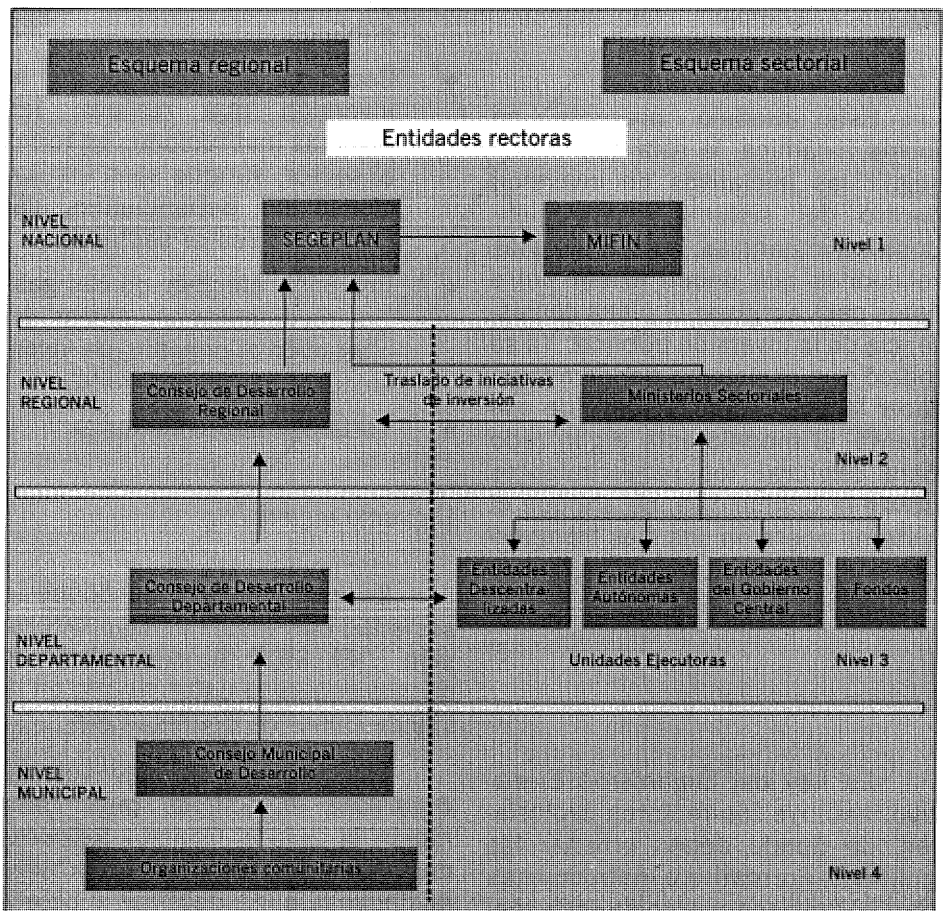 Esquema regional
Esquema sectorial
Entidades rectoras
NIVEL
NACIONAL
SEGEPLAN
MIFIN
Nivel 1
NIVEL
REGIONAL
Consejo de Desarrollo
Regional
Traslapo de iniciativas
de inversión
Ministerios Sectoriales
Nivel 2
Consejo de Desarrollo
Departamental
Entidades
Descentra-
lizadas
Entidades
Autónomas
Entidades
del Gobierno
Central
Fondos
NIVEL
DEPARTAMENTAL
Unidades Ejecutoras
Nivel 3
Consejo Municipal
de Desarrollo
NIVEL
MUNICIPAL
Organizaciones comunitarias
Nivel 4